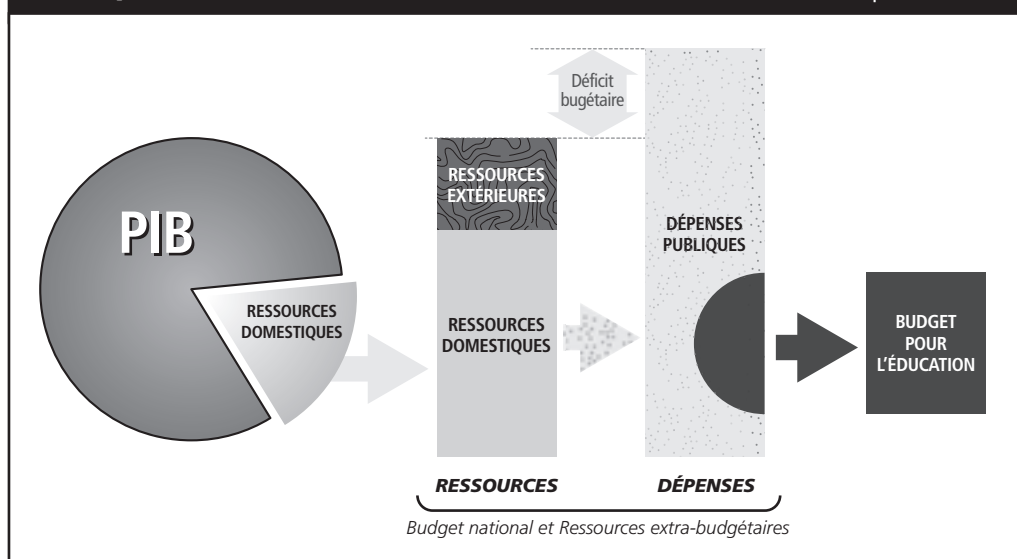 Déficit
bugétaire
RESSOURCES
EXTÉRIEURES
PIB
DÉPENSES
PUBLIQUES
RESSOURCES
DOMESTIQUES
RESSOURCES
DOMESTIQUES
BUDGET
POUR
L'ÉDUCATION
RESSOURCES
DÉPENSES
Budget national et Ressources extra-budgétaires